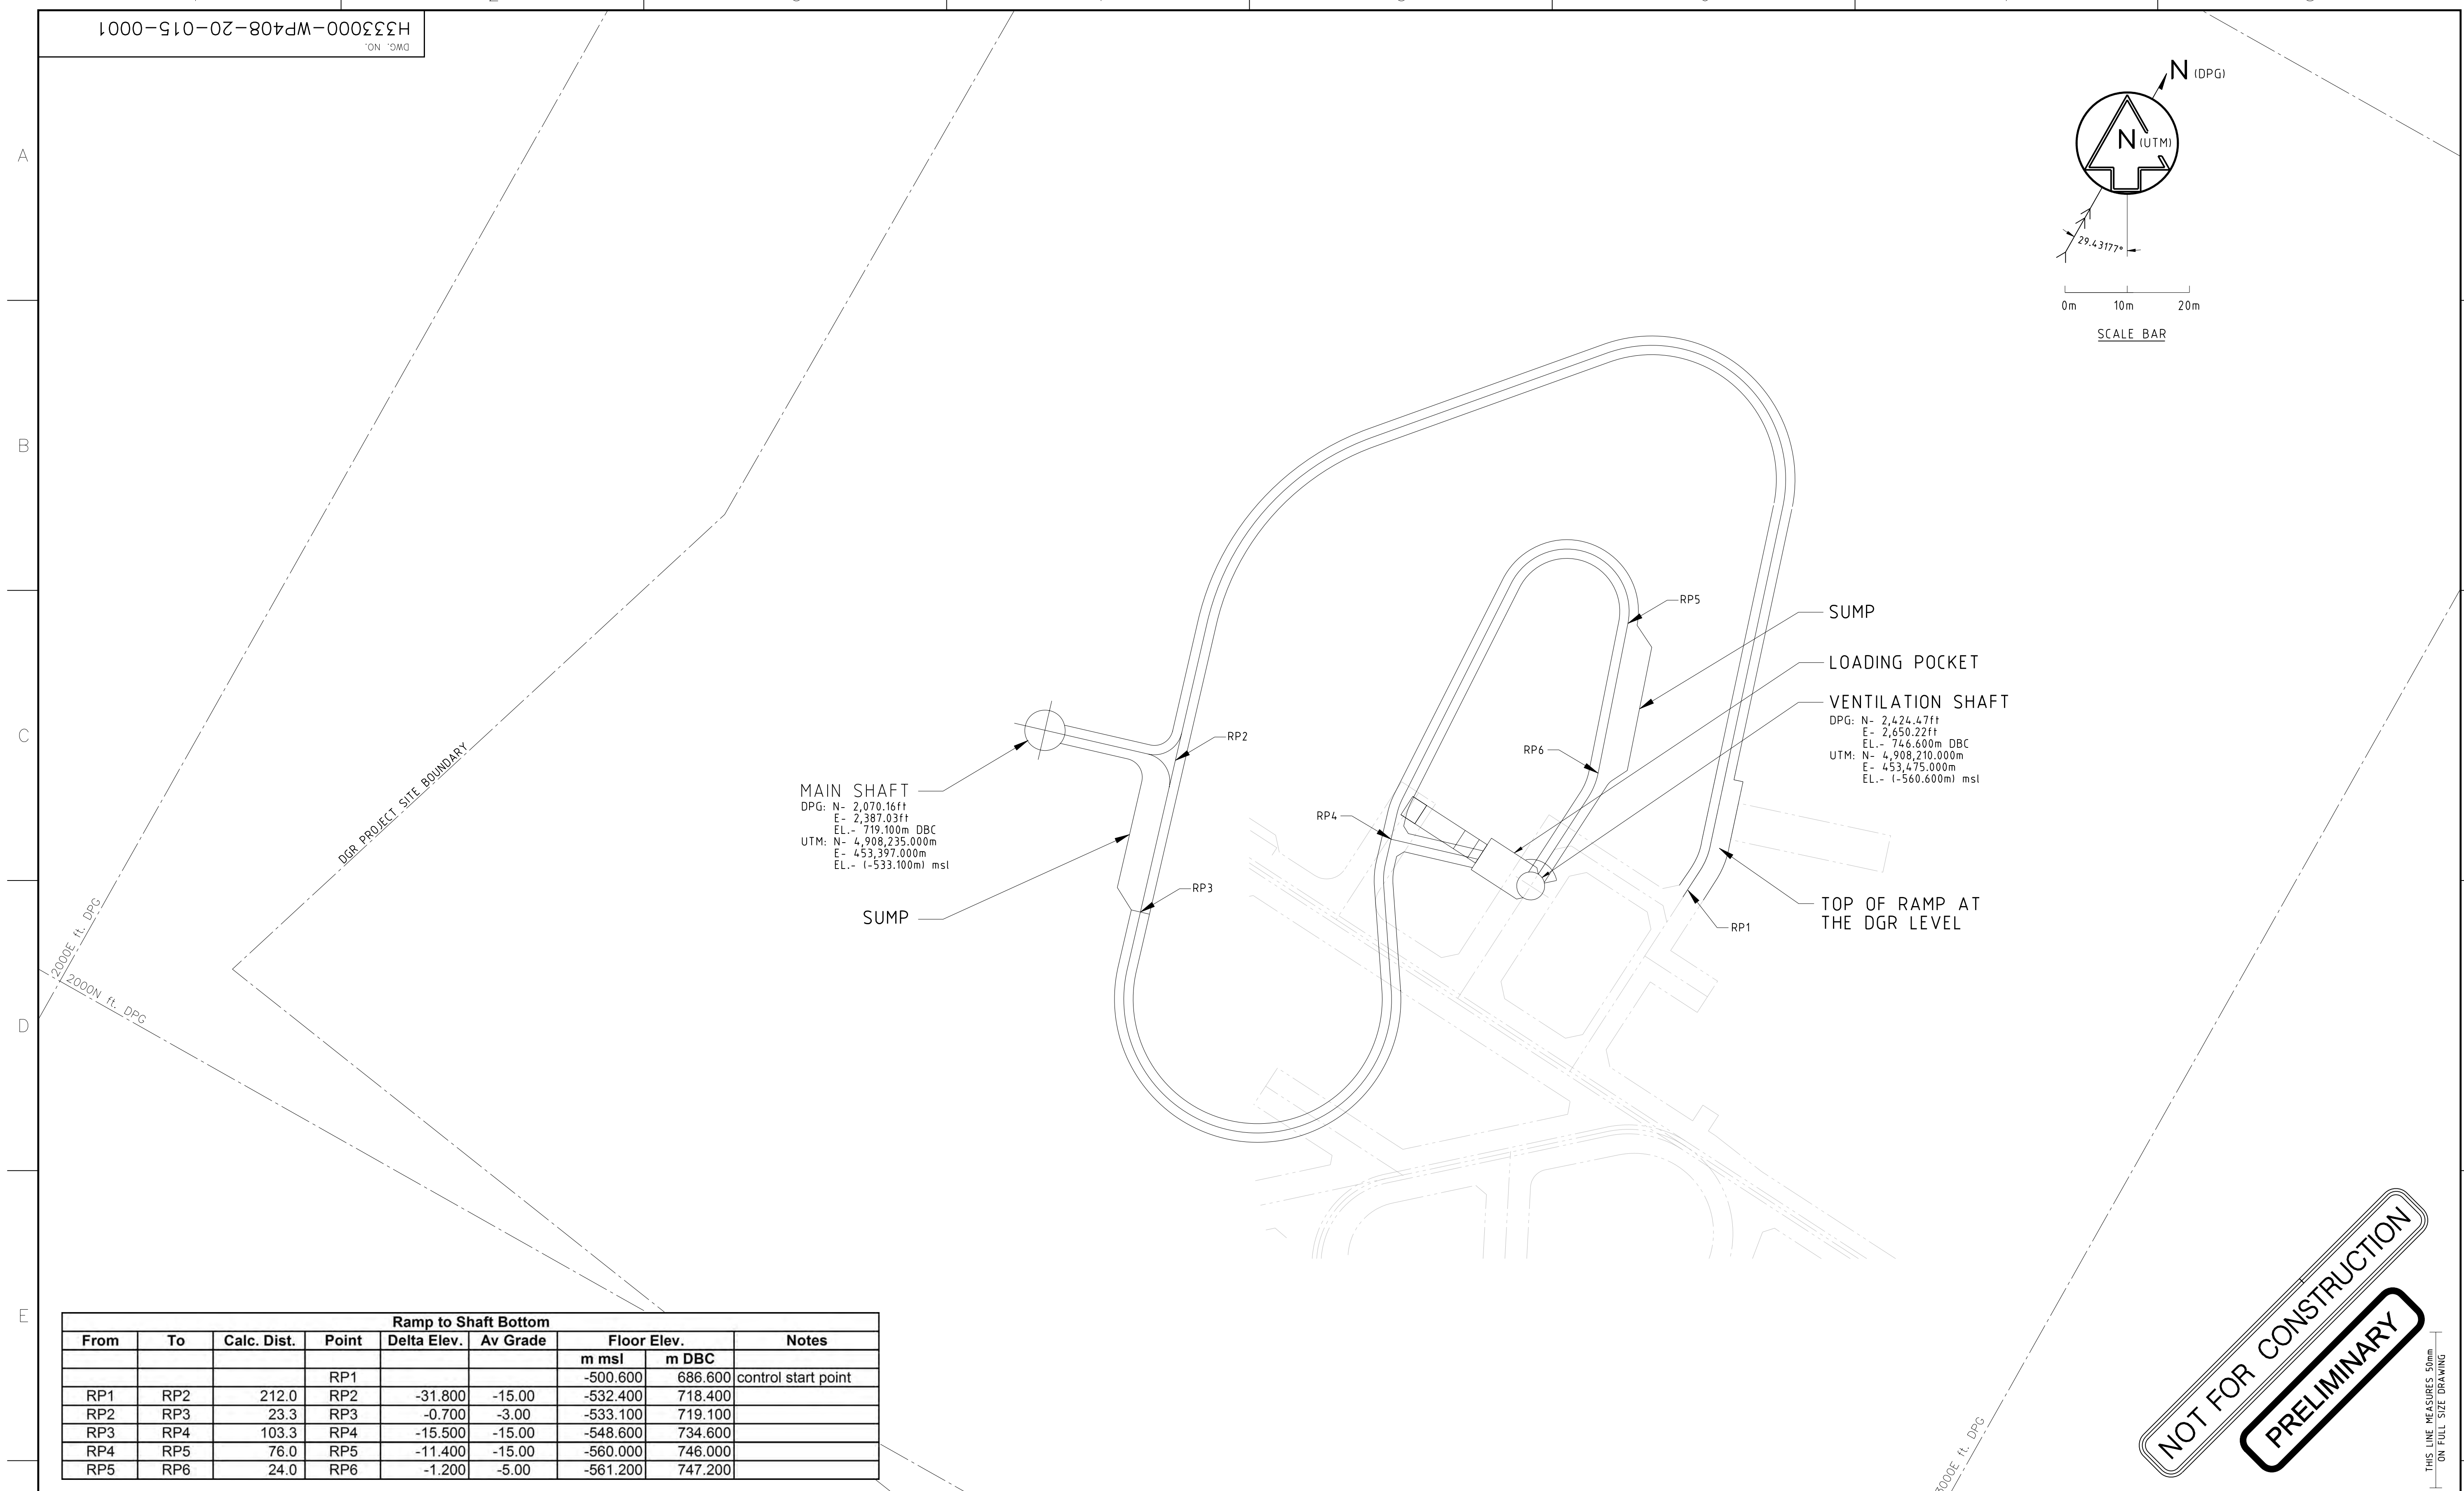 DWG. NO.
H333000-WP408-20-015-0001
N (DPG)
N (UTM)
29.43177°
0m 10m 20m
SCALE BAR
A
B
C
D
E
RP5
SUMP
LOADING POCKET
VENTILATION SHAFT
DPG: N- 2,424.47ft
E- 2,650.22ft
EL.- 746.600m DBC
UTM: N- 4,908,210.000m
E- 453,475.000m
EL.- (-560.600m) msl
RP2
RP6
MAIN SHAFT
DPG: N- 2,070.16ft
E- 2,387.03ft
EL.- 719.100m DBC
UTM: N- 4,908,235.000m
E- 453,397.000m
EL.- (-533.100m) msl
RP4
DGR PROJECT SITE BOUNDARY
RP3
SUMP
TOP OF RAMP AT
THE DGR LEVEL
RP1
2000E ft. DPG
2000N ft. DPG
3000E ft. DPG
Ramp to Shaft Bottom
From To Calc. Dist. Point Delta Elev. Av Grade Floor Elev. Notes
m msl m DBC
RP1 -500.600 686.600 control start point
RP1 RP2 212.0 RP2 -31.800 -15.00 -532.400 718.400
RP2 RP3 23.3 RP3 -0.700 -3.00 -533.100 719.100
RP3 RP4 103.3 RP4 -15.500 -15.00 -548.600 734.600
RP4 RP5 76.0 RP5 -11.400 -15.00 -560.000 746.000
RP5 RP6 24.0 RP6 -1.200 -5.00 -561.200 747.200
NOT FOR CONSTRUCTION
PRELIMINARY
THIS LINE MEASURES 50mm
ON FULL SIZE DRAWING